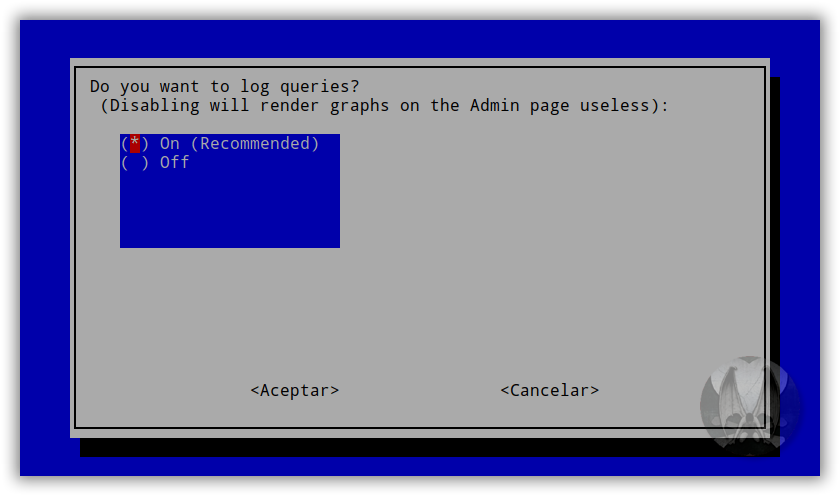 Do you want to log queries?
(Disabling will render graphs on the Admin page useless):
(*) On (Recommended)
( ) Off
<Aceptar> <Cancelar>